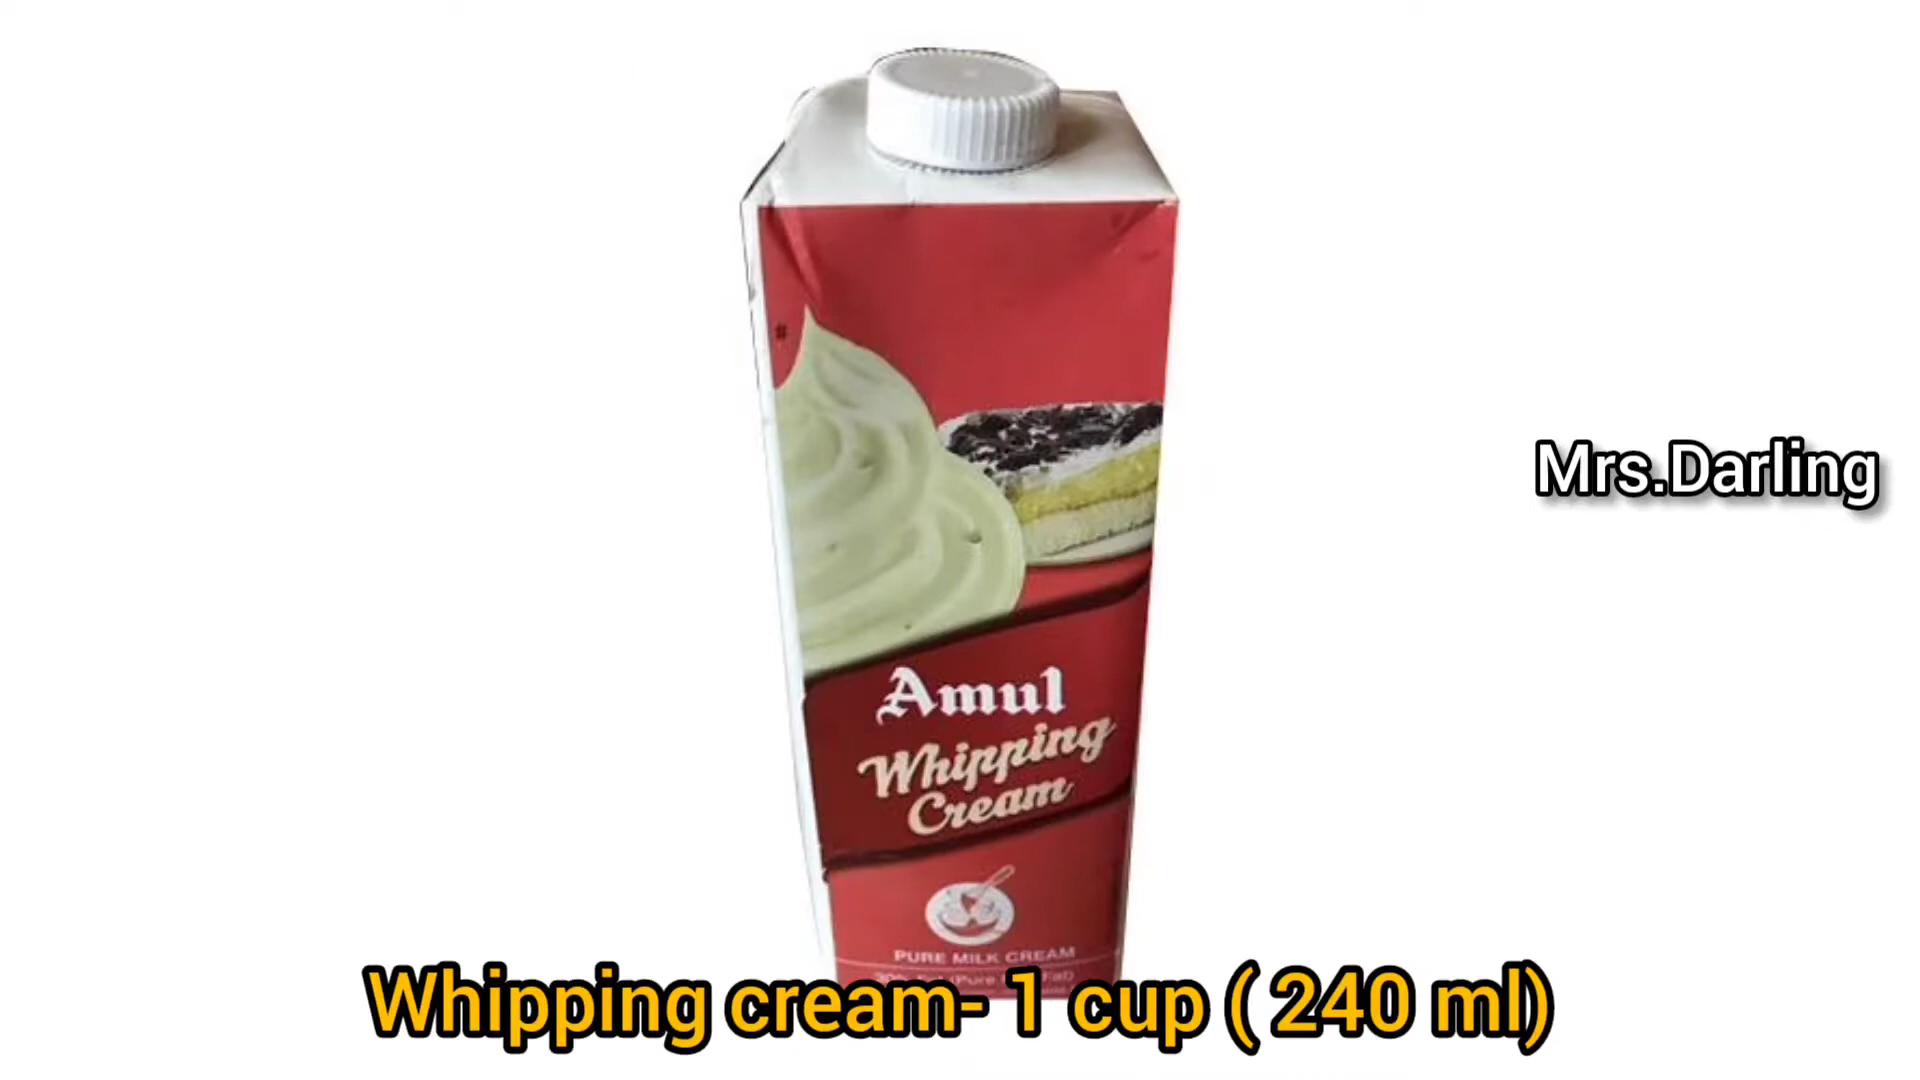 Mrs.Darling
Amul
Whipping
Cream
PURE MILK CREAM
Whipping cream- 1 cup ( 240 ml)